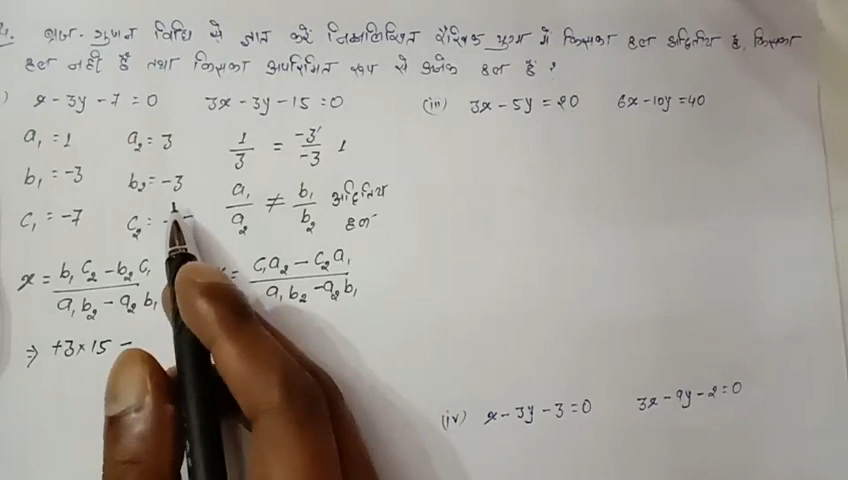 बज्र-गुणन विधि से ज्ञात करें निम्नलिखित रैखिक युग्म में किसका हल अद्वितीय है, किसका
हल नहीं है तथा किसका अपरिमित रूप से अनेक हल हैं ?
) x - 3y - 7 = 0   3x - 3y - 15 = 0
a₁ = 1   a₂ = 3   1/3 = -3/-3 1
b₁ = -3   b₂ = -3   a₁/a₂ ≠ b₁/b₂ अद्वितिय हल
c₁ = -7   c₂ = -
x = (b₁c₂ - b₂c₁)/(a₁b₂ - a₂b₁)   = (c₁a₂ - c₂a₁)/(a₁b₂ - a₂b₁)
⇒ +3×15 -
(iii) 3x - 5y = 20   6x - 10y = 40
(iv) x - 3y - 3 = 0   3x - 9y - 2 = 0